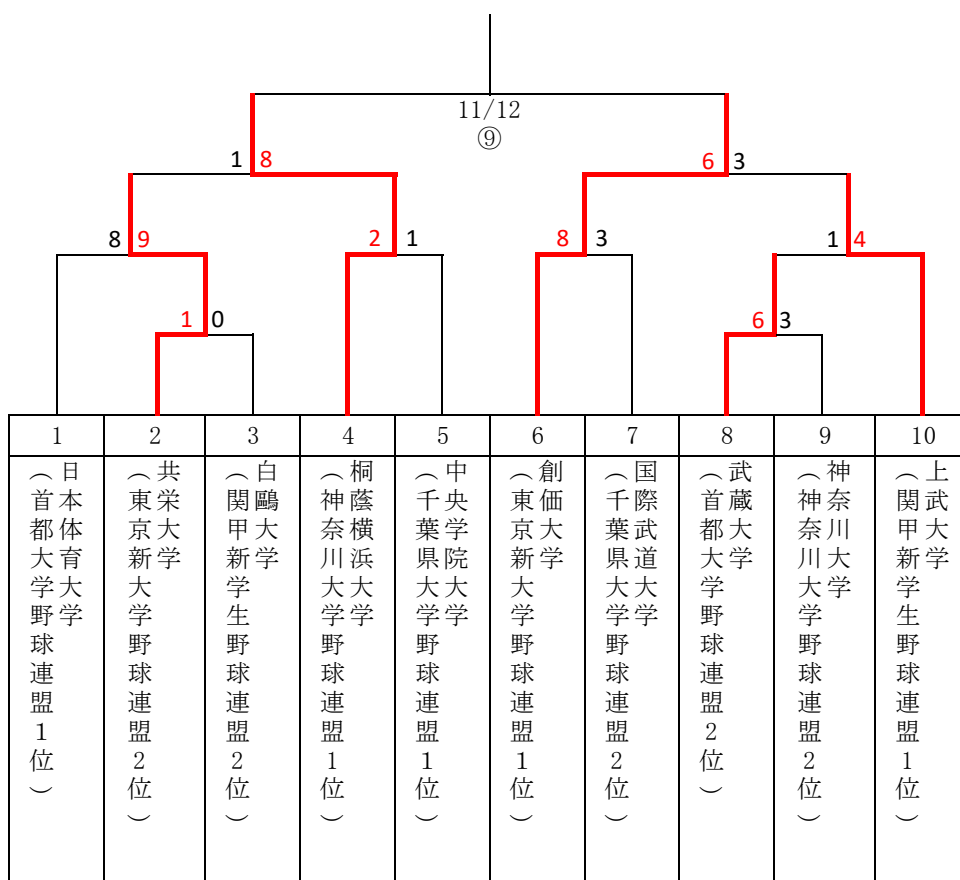 11/12
⑨
1 8
6 3
8 9
2 1
8 3
1 4
1 0
6 3
1 2 3 4 5 6 7 8 9 10
日本体育大学
（首都大学野球連盟1位）
共栄大学
（東京新大学野球連盟2位）
白鷗大学
（関甲新学生野球連盟2位）
桐蔭横浜大学
（神奈川大学野球連盟1位）
中央学院大学
（千葉県大学野球連盟1位）
創価大学
（東京新大学野球連盟1位）
国際武道大学
（千葉県大学野球連盟2位）
武蔵大学
（首都大学野球連盟2位）
神奈川大学
（神奈川大学野球連盟2位）
上武大学
（関甲新学生野球連盟1位）